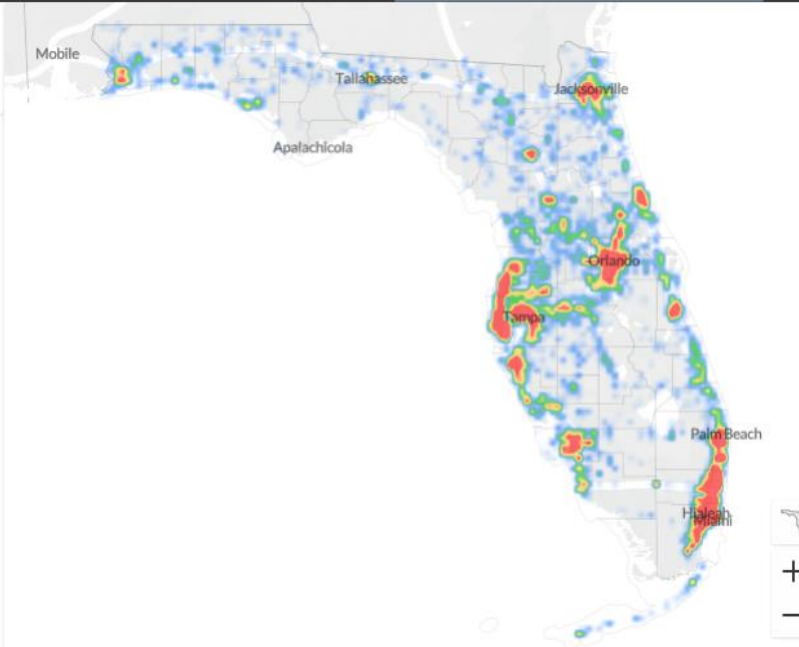 Mobile
Tallahassee
Jacksonville
Apalachicola
Orlando
Tampa
Palm Beach
Hialeah
Miami
+
−